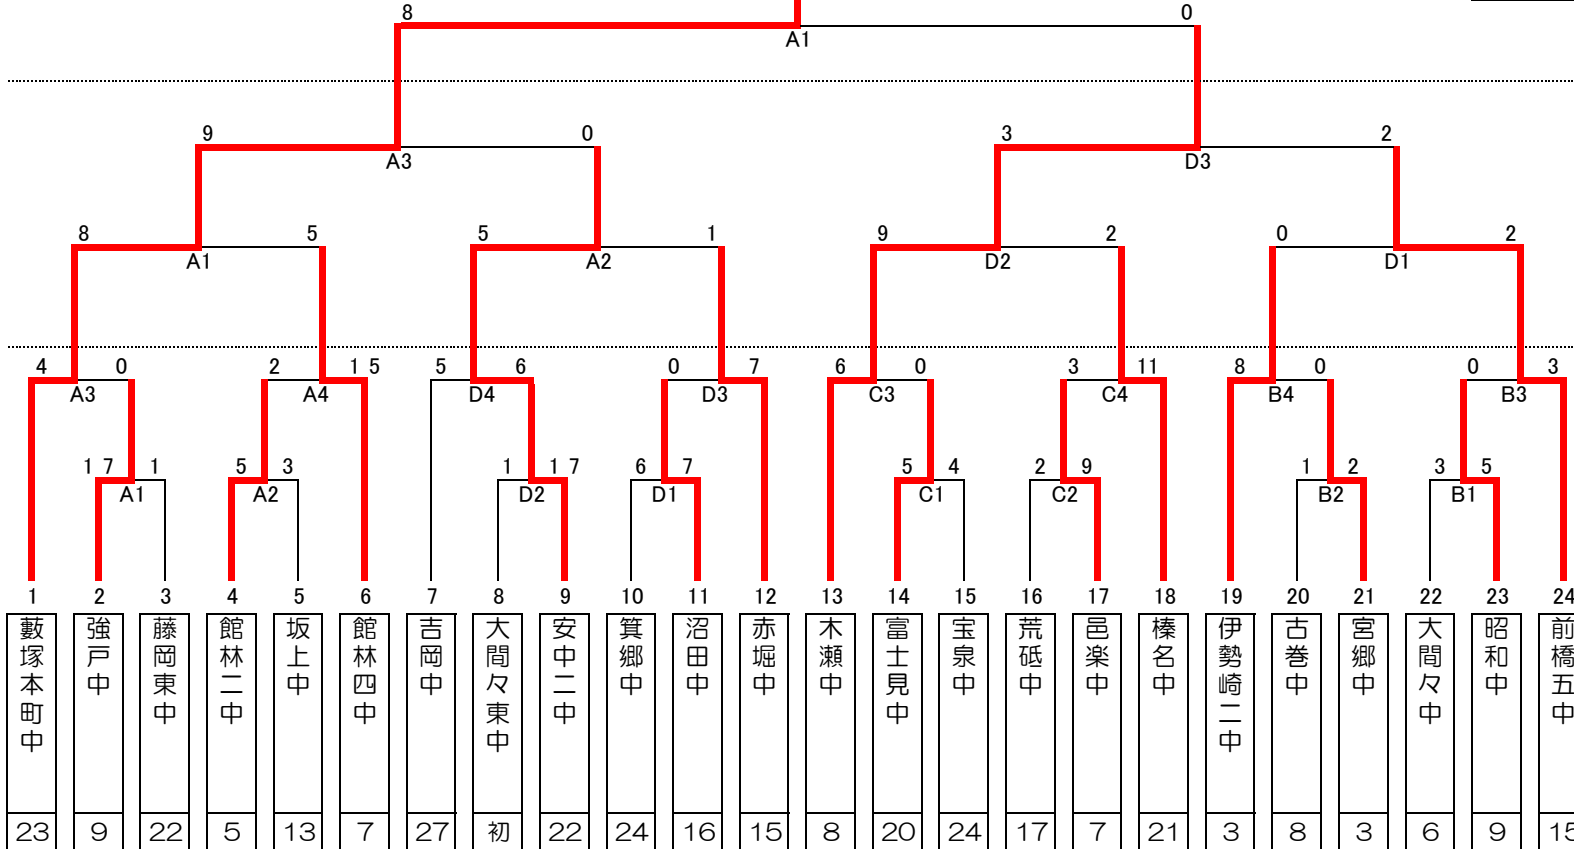 8 0
A1
9 0 3 2
A3 D3
8 5 5 1 9 2 0 2
A1 A2 D2 D1
4 0 2 15 5 6 0 7 6 0 3 11 8 0 0 3
A3 A4 D4 D3 C3 C4 B4 B3
17 1 5 3 1 17 6 7 5 4 2 9 1 2 3 5
A1 A2 D2 D1 C1 C2 B2 B1
1 2 3 4 5 6 7 8 9 10 11 12 13 14 15 16 17 18 19 20 21 22 23 24
藪塚本町中
強戸中
藤岡東中
館林二中
坂上中
館林四中
吉岡中
大間々東中
安中二中
箕郷中
沼田中
赤堀中
木瀬中
富士見中
宝泉中
荒砥中
邑楽中
榛名中
伊勢崎二中
古巻中
宮郷中
大間々中
昭和中
前橋五中
23 9 22 5 13 7 27 初 22 24 16 15 8 20 24 17 7 21 3 8 3 6 9 15